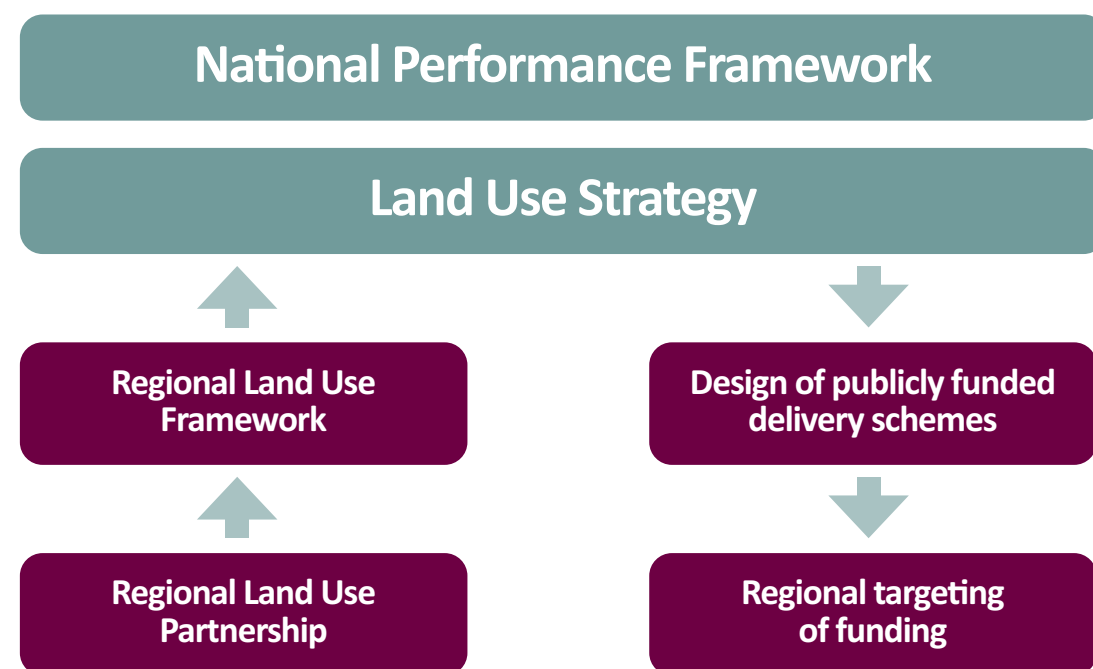 National Performance Framework
Land Use Strategy
Regional Land Use
Framework
Design of publicly funded
delivery schemes
Regional Land Use
Partnership
Regional targeting
of funding